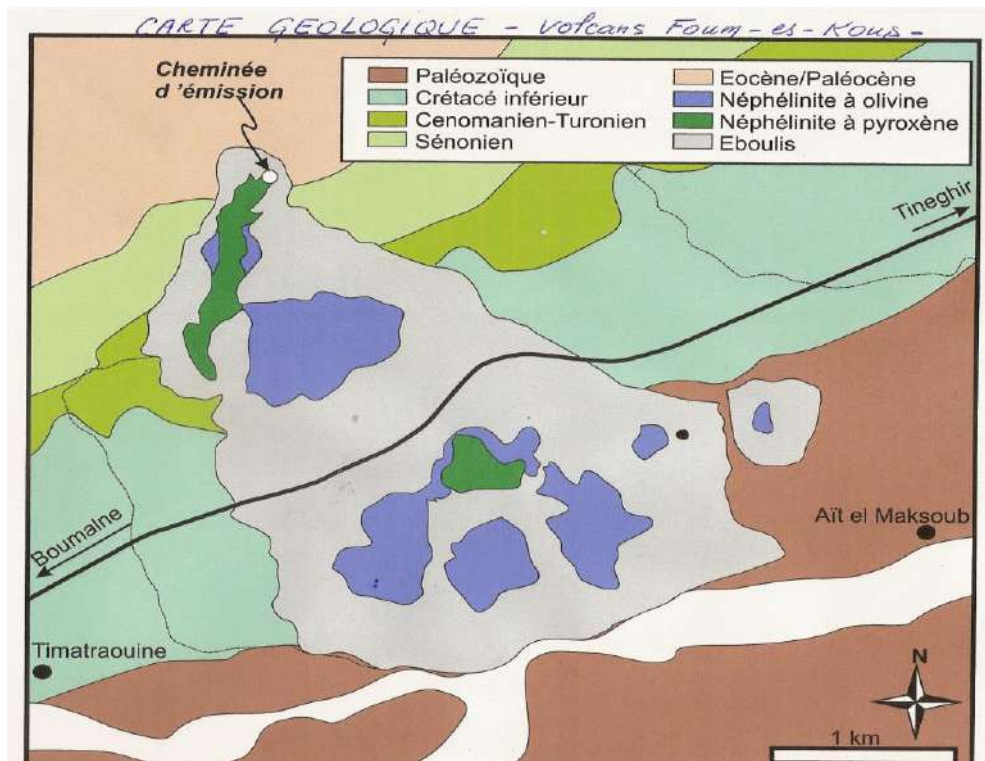 CARTE GEOLOGIQUE - Volcans Foum-es-Kous-
Cheminée
d'émission
Paléozoïque
Crétacé inférieur
Cenomanien-Turonien
Sénonien
Eocène/Paléocène
Néphélinite à olivine
Néphélinite à pyroxène
Eboulis
Tineghir
Boumalne
Aït el Maksoub
Timatraouine
N
1 km